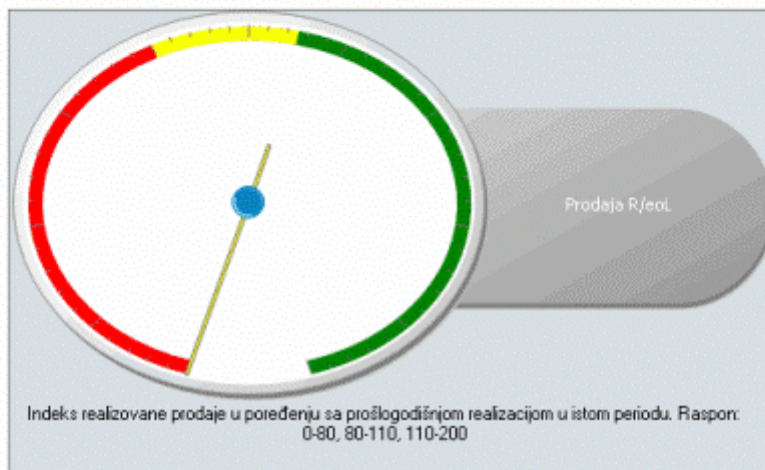 Prodaja R/eoL
Indeks realizovane prodaje u poređenju sa prošlogodišnjom realizacijom u istom periodu. Raspon:
0-80, 80-110, 110-200